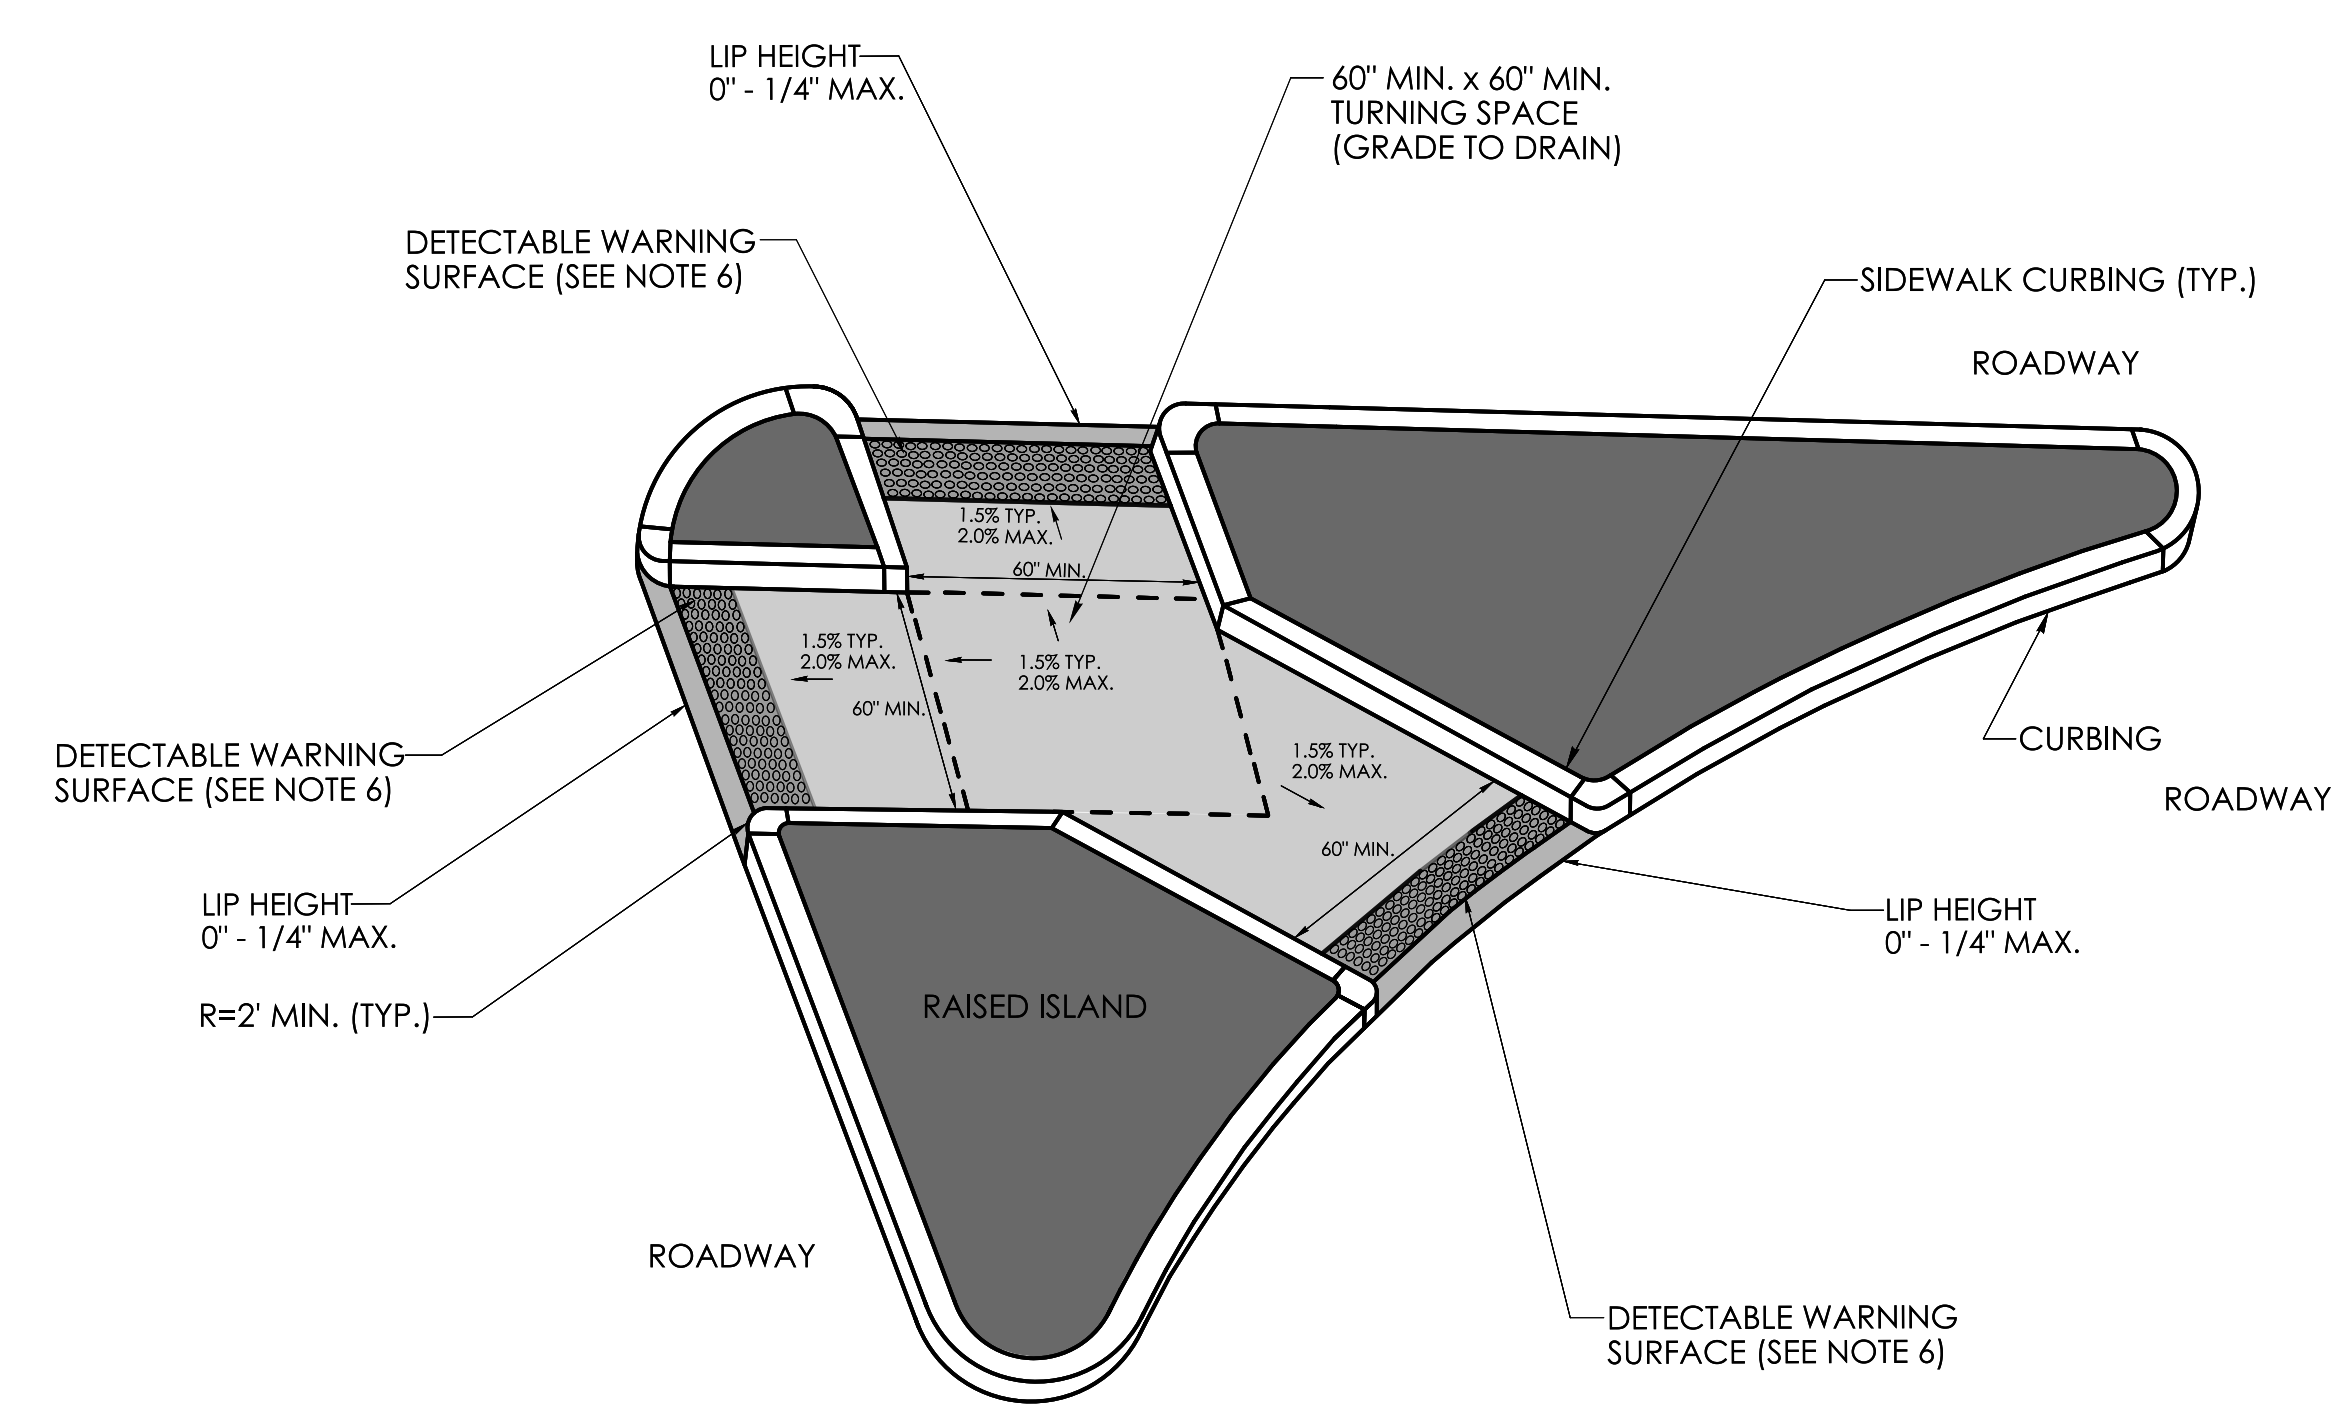 LIP HEIGHT
0" - 1/4" MAX.
60" MIN. x 60" MIN.
TURNING SPACE
(GRADE TO DRAIN)
DETECTABLE WARNING
SURFACE (SEE NOTE 6)
SIDEWALK CURBING (TYP.)
ROADWAY
1.5% TYP.
2.0% MAX.
60" MIN.
1.5% TYP.
2.0% MAX.
1.5% TYP.
2.0% MAX.
60" MIN.
DETECTABLE WARNING
SURFACE (SEE NOTE 6)
1.5% TYP.
2.0% MAX.
CURBING
ROADWAY
60" MIN.
LIP HEIGHT
0" - 1/4" MAX.
LIP HEIGHT
0" - 1/4" MAX.
R=2' MIN. (TYP.)
RAISED ISLAND
ROADWAY
DETECTABLE WARNING
SURFACE (SEE NOTE 6)